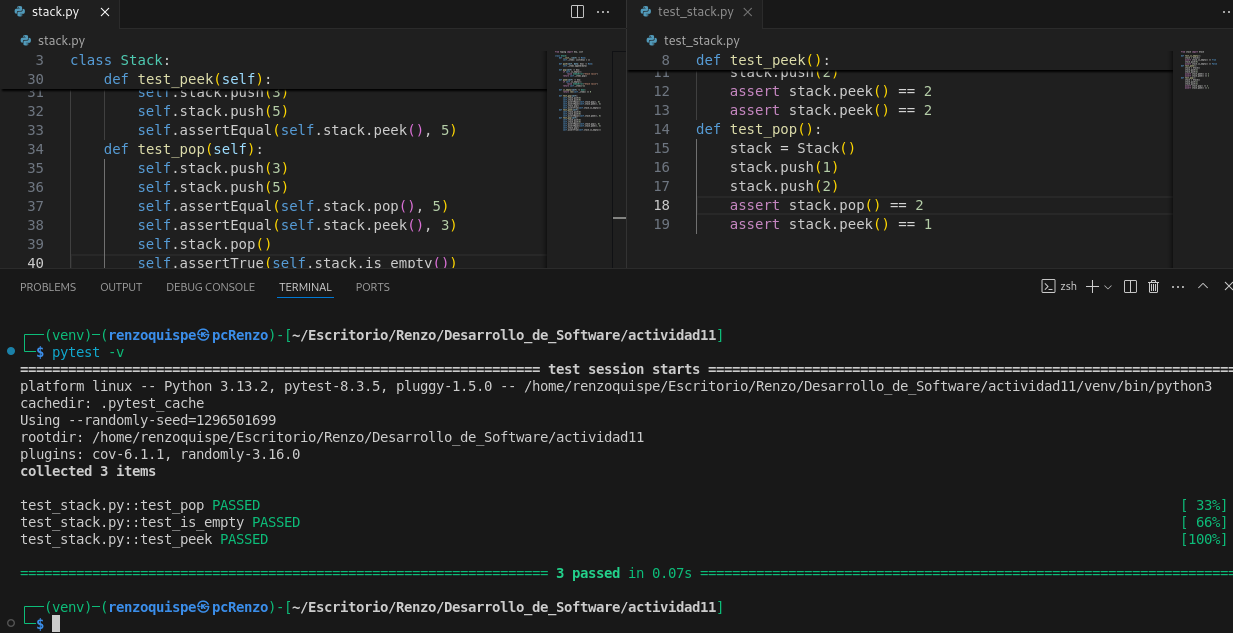 stack.py
stack.py
3 class Stack:
30 def test_peek(self):
31 self.stack.push(3)
32 self.stack.push(5)
33 self.assertEqual(self.stack.peek(), 5)
34 def test_pop(self):
35 self.stack.push(3)
36 self.stack.push(5)
37 self.assertEqual(self.stack.pop(), 5)
38 self.assertEqual(self.stack.peek(), 3)
39 self.stack.pop()
40 self.assertTrue(self.stack.is_empty())
test_stack.py
test_stack.py
8 def test_peek():
11 stack.push(2)
12 assert stack.peek() == 2
13 assert stack.peek() == 2
14 def test_pop():
15 stack = Stack()
16 stack.push(1)
17 stack.push(2)
18 assert stack.pop() == 2
19 assert stack.peek() == 1
PROBLEMS OUTPUT DEBUG CONSOLE TERMINAL PORTS zsh
┌──(venv)─(renzoquispe㉿pcRenzo)-[~/Escritorio/Renzo/Desarrollo_de_Software/actividad11]
└─$ pytest -v
================================================================= test session starts =================================================================
platform linux -- Python 3.13.2, pytest-8.3.5, pluggy-1.5.0 -- /home/renzoquispe/Escritorio/Renzo/Desarrollo_de_Software/actividad11/venv/bin/python3
cachedir: .pytest_cache
Using --randomly-seed=1296501699
rootdir: /home/renzoquispe/Escritorio/Renzo/Desarrollo_de_Software/actividad11
plugins: cov-6.1.1, randomly-3.16.0
collected 3 items
test_stack.py::test_pop PASSED [ 33%]
test_stack.py::test_is_empty PASSED [ 66%]
test_stack.py::test_peek PASSED [100%]
================================================================== 3 passed in 0.07s ==================================================================
┌──(venv)─(renzoquispe㉿pcRenzo)-[~/Escritorio/Renzo/Desarrollo_de_Software/actividad11]
└─$